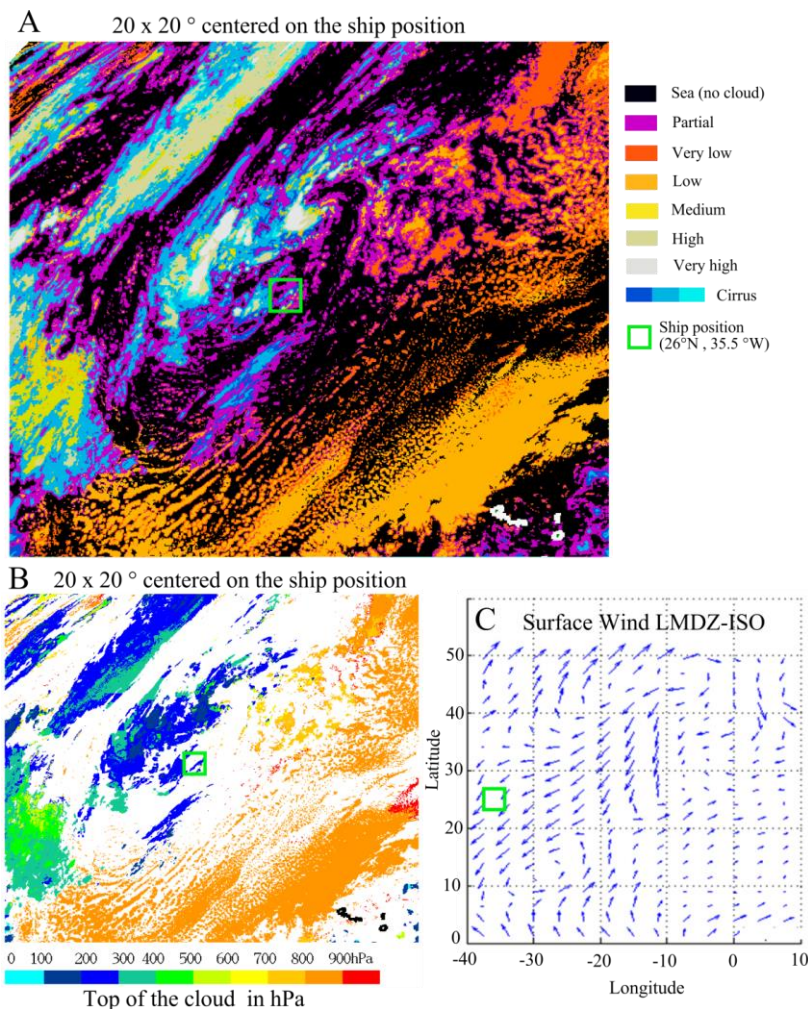 A
20 x 20 ° centered on the ship position
Sea (no cloud)
Partial
Very low
Low
Medium
High
Very high
Cirrus
Ship position
(26°N , 35.5 °W)
B
20 x 20 ° centered on the ship position
0 100 200 300 400 500 600 700 800 900hPa
Top of the cloud in hPa
C
Surface Wind LMDZ-ISO
Latitude
50
40
30
20
10
0
-40 -30 -20 -10 0 10
Longitude